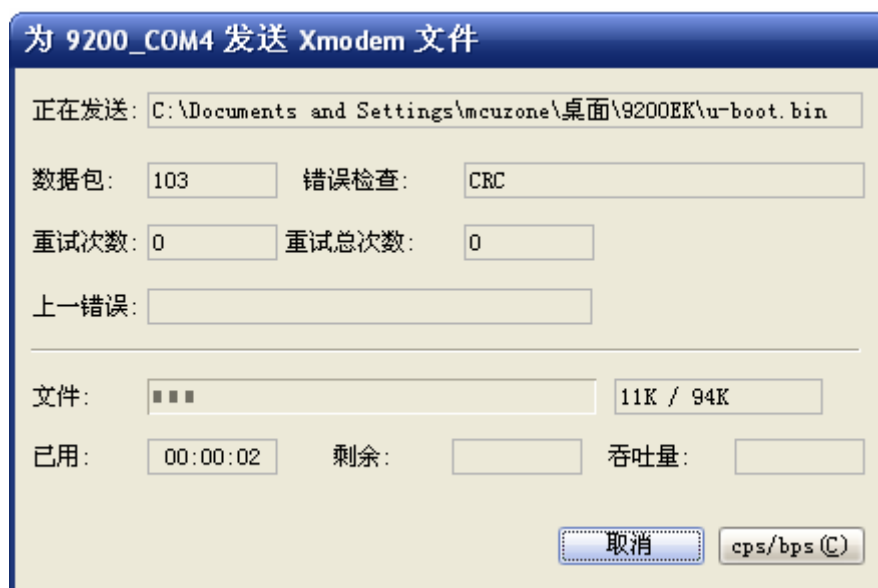 为 9200_COM4 发送 Xmodem 文件
正在发送: C:\Documents and Settings\mcuzone\桌面\9200EK\u-boot.bin
数据包: 103 错误检查: CRC
重试次数: 0 重试总次数: 0
上一错误:
文件: 11K / 94K
已用: 00:00:02 剩余: 吞吐量:
取消 cps/bps(C)